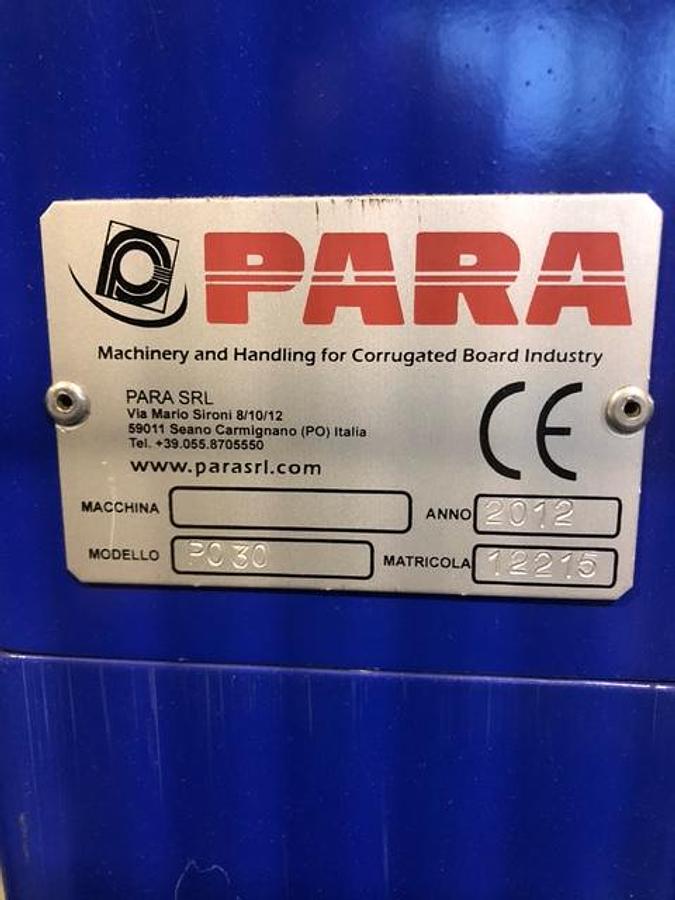 PARA
Machinery and Handling for Corrugated Board Industry
PARA SRL
Via Mario Sironi 8/10/12
59011 Seano Carmignano (PO) Italia
Tel. +39.055.8705550
www.parasrl.com
CE
MACCHINA
ANNO 2012
MODELLO PO 30
MATRICOLA 12215